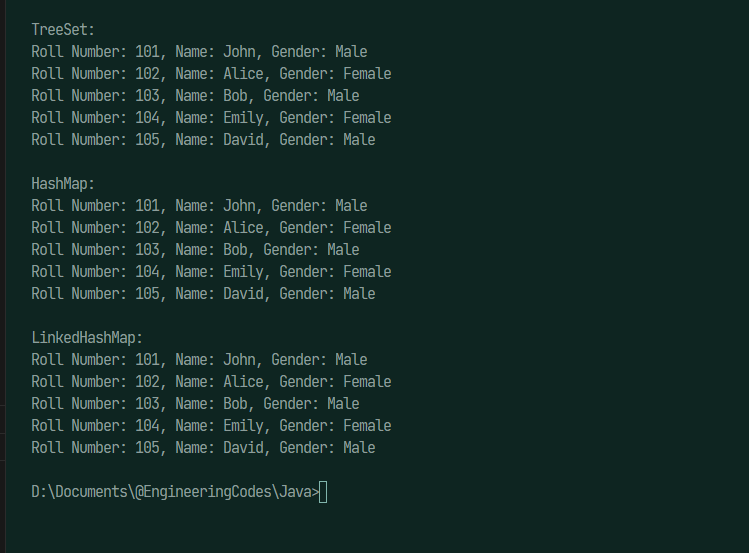 TreeSet:
Roll Number: 101, Name: John, Gender: Male
Roll Number: 102, Name: Alice, Gender: Female
Roll Number: 103, Name: Bob, Gender: Male
Roll Number: 104, Name: Emily, Gender: Female
Roll Number: 105, Name: David, Gender: Male
HashMap:
Roll Number: 101, Name: John, Gender: Male
Roll Number: 102, Name: Alice, Gender: Female
Roll Number: 103, Name: Bob, Gender: Male
Roll Number: 104, Name: Emily, Gender: Female
Roll Number: 105, Name: David, Gender: Male
LinkedHashMap:
Roll Number: 101, Name: John, Gender: Male
Roll Number: 102, Name: Alice, Gender: Female
Roll Number: 103, Name: Bob, Gender: Male
Roll Number: 104, Name: Emily, Gender: Female
Roll Number: 105, Name: David, Gender: Male
D:\Documents\@EngineeringCodes\Java>